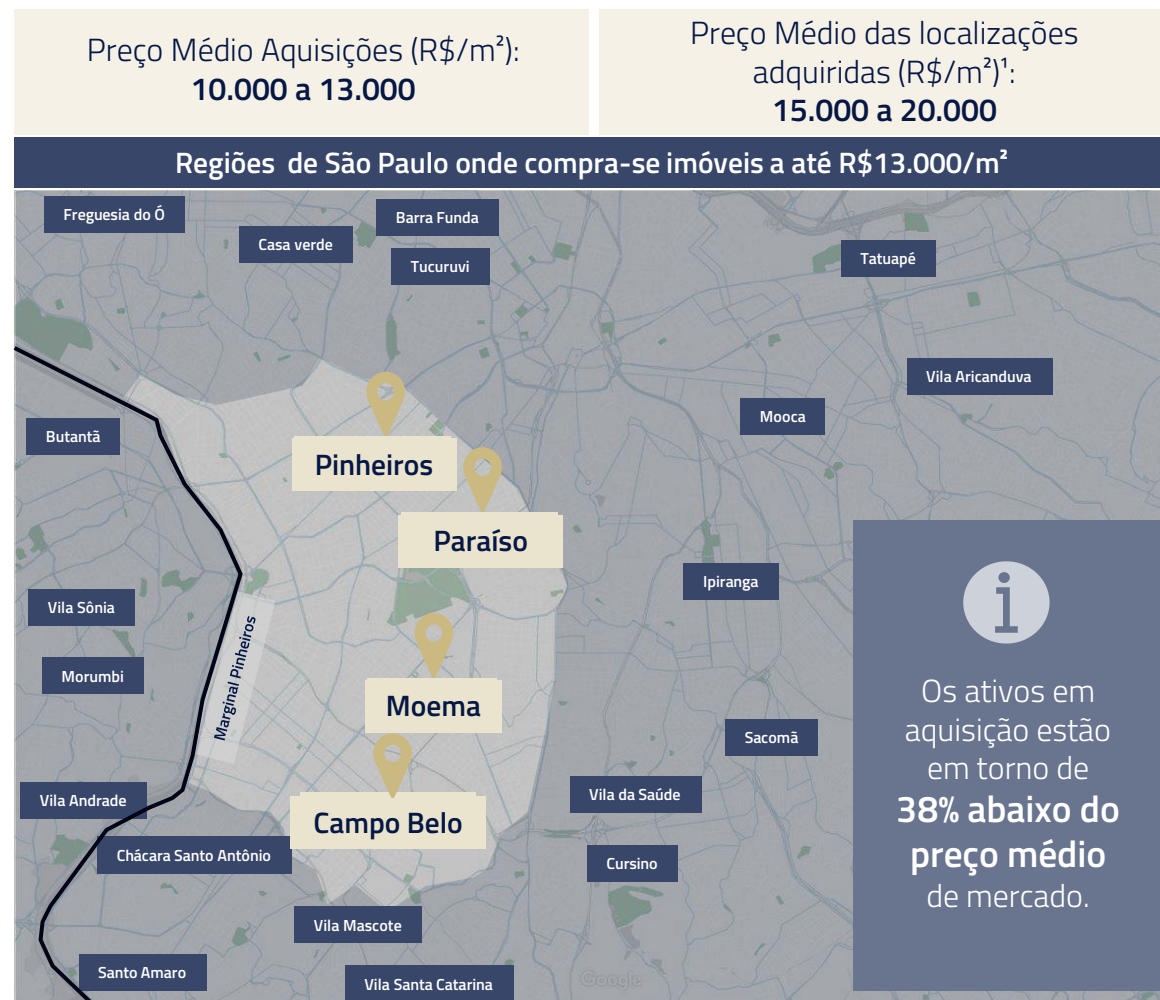 Preço Médio Aquisições (R$/m²):
10.000 a 13.000
Preço Médio das localizações
adquiridas (R$/m²)¹:
15.000 a 20.000
Regiões de São Paulo onde compra-se imóveis a até R$13.000/m²
Freguesia do Ó
Barra Funda
Casa verde
Tucuruvi
Tatuapé
Vila Aricanduva
Mooca
Butantã
Pinheiros
Paraíso
Ipiranga
Vila Sônia
Morumbi
Marginal Pinheiros
Moema
Sacomã
Vila Andrade
Vila da Saúde
Campo Belo
Chácara Santo Antônio
Cursino
Vila Mascote
Santo Amaro
Vila Santa Catarina
Google
i
Os ativos em
aquisição estão
em torno de
38% abaixo do
preço médio
de mercado.